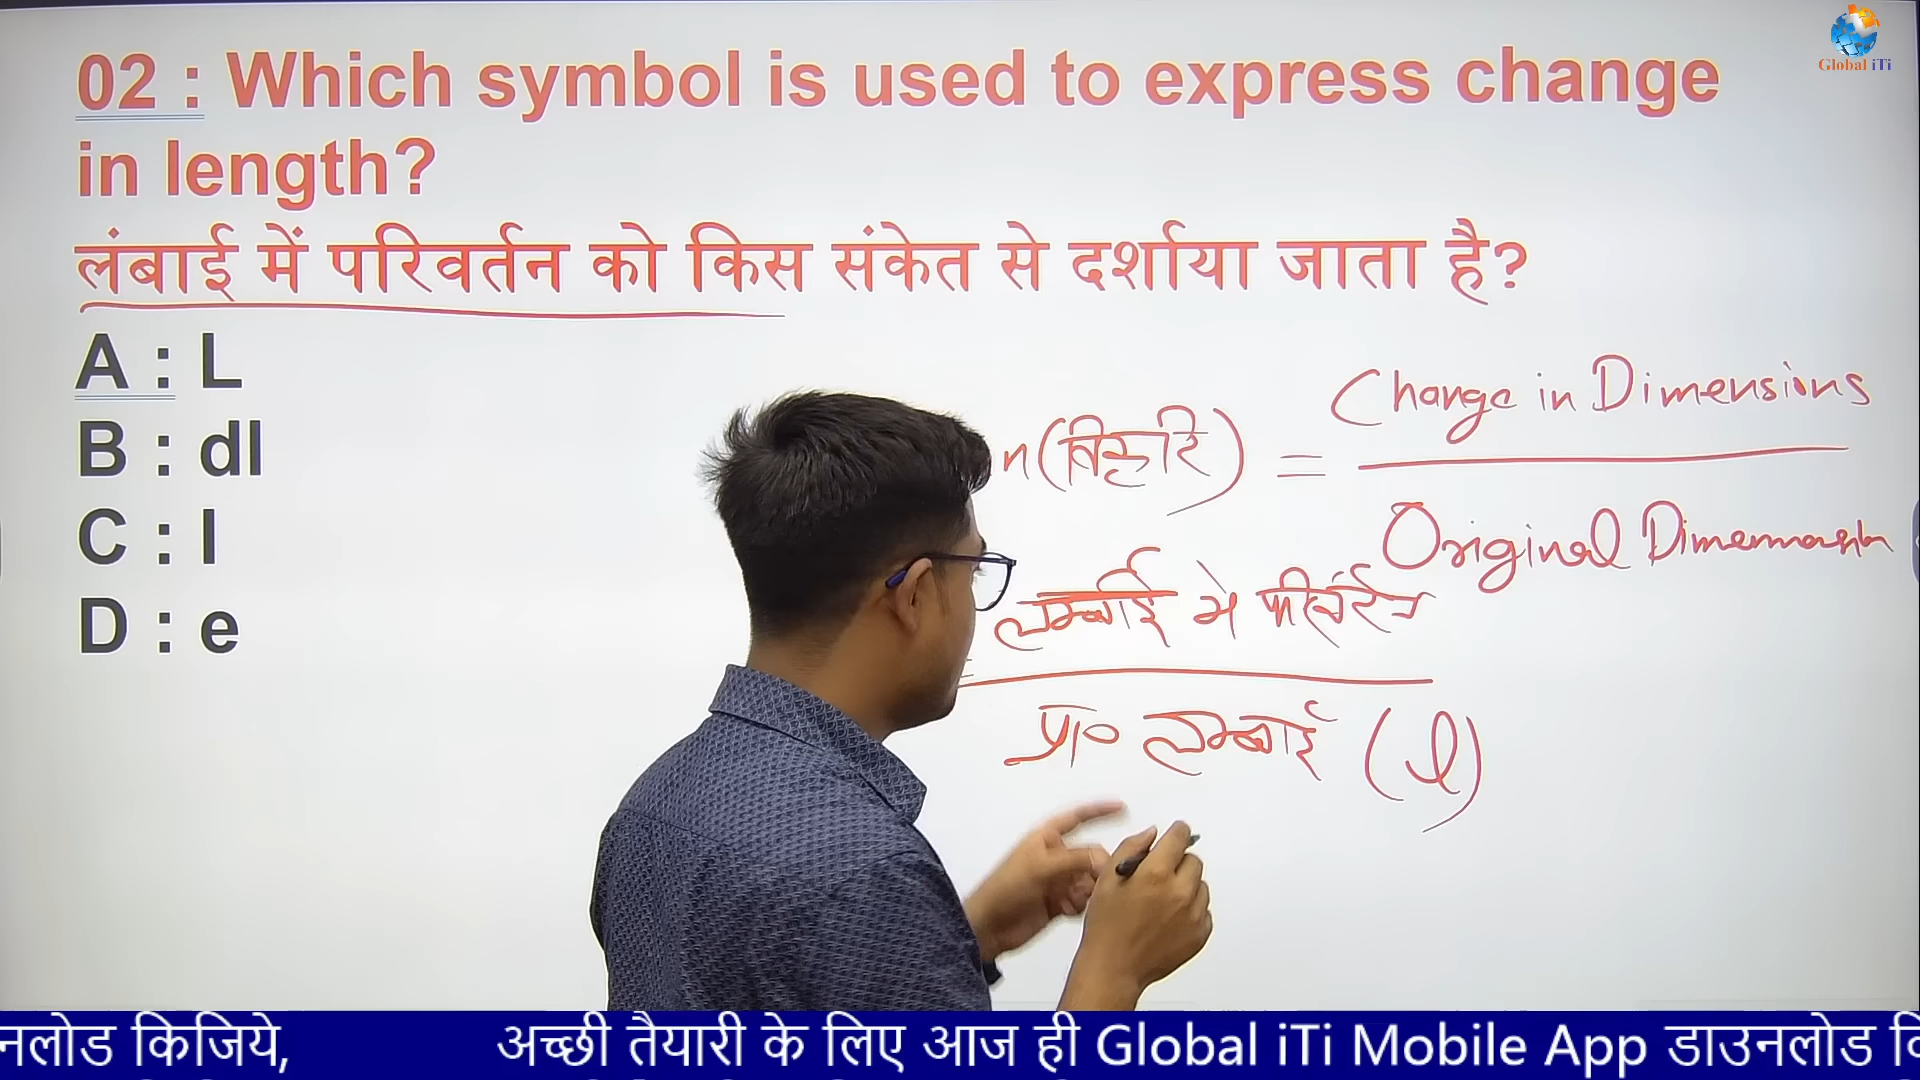 02 : Which symbol is used to express change
in length?
लंबाई में परिवर्तन को किस संकेत से दर्शाया जाता है?
A : L
B : dl
C : l
D : e
n(विकृति) = Change in Dimensions
Original
लम्बाई में परिवर्तन
प्रा० लम्बाई (l)
Global iTi
नलोड किजिये, अच्छी तैयारी के लिए आज ही Global iTi Mobile App डाउनलोड कि